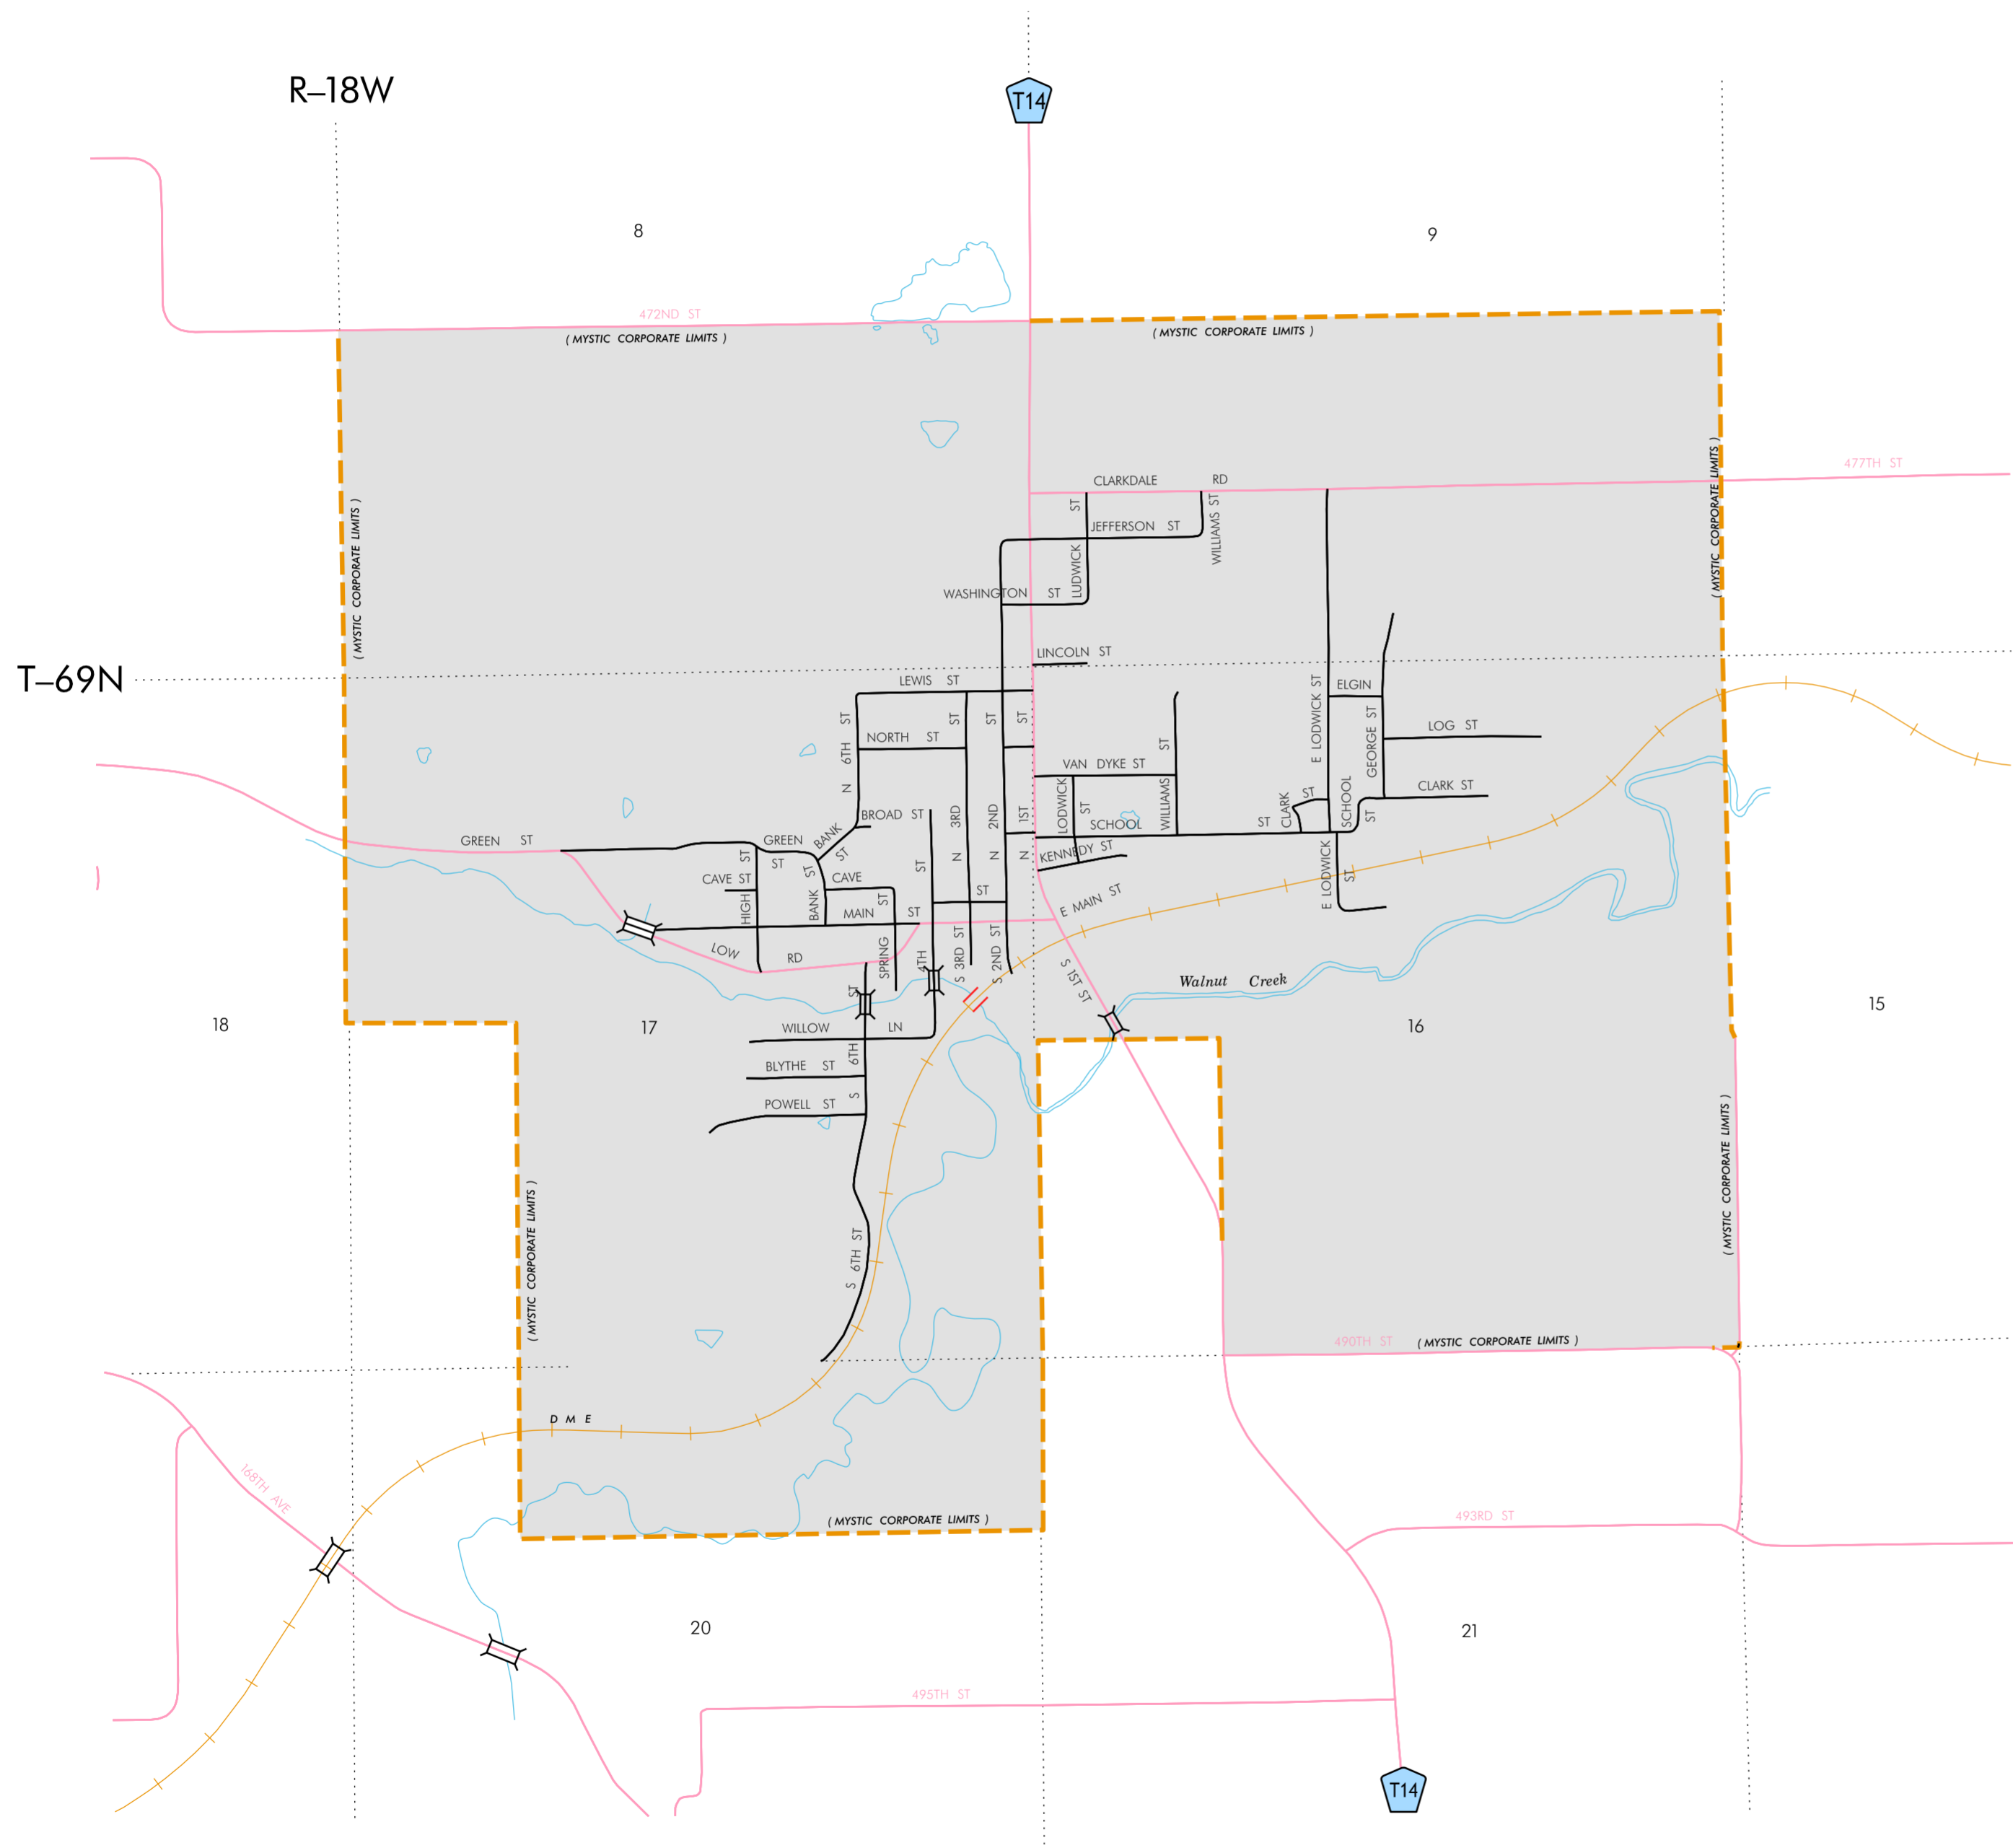 R–18W
T14
8
9
472ND ST
( MYSTIC CORPORATE LIMITS )
( MYSTIC CORPORATE LIMITS )
( MYSTIC CORPORATE LIMITS )
( MYSTIC CORPORATE LIMITS )
477TH ST
CLARKDALE RD
LUDWICK ST
WILLIAMS ST
JEFFERSON ST
WASHINGTON ST
LINCOLN ST
T–69N
LEWIS ST
ELGIN
E LODWICK ST
GEORGE ST
N 6TH ST
NORTH ST
N 3RD ST
N 2ND ST
N 1ST ST
LOG ST
VAN DYKE ST
LODWICK ST
WILLIAMS ST
CLARK ST
SCHOOL ST
CLARK ST
BROAD ST
SCHOOL ST
GREEN ST
GREEN ST
BANK ST
KENNEDY ST
HIGH ST
CAVE ST
BANK ST
CAVE ST
E LODWICK ST
MAIN ST
E MAIN ST
LOW RD
SPRING
4TH ST
S 3RD ST
S 2ND ST
S 1ST ST
Walnut Creek
18
17
16
15
WILLOW LN
S 6TH ST
BLYTHE ST
POWELL ST
( MYSTIC CORPORATE LIMITS )
( MYSTIC CORPORATE LIMITS )
S 6TH ST
490TH ST
( MYSTIC CORPORATE LIMITS )
D M E
168TH AVE
( MYSTIC CORPORATE LIMITS )
493RD ST
20
21
495TH ST
T14